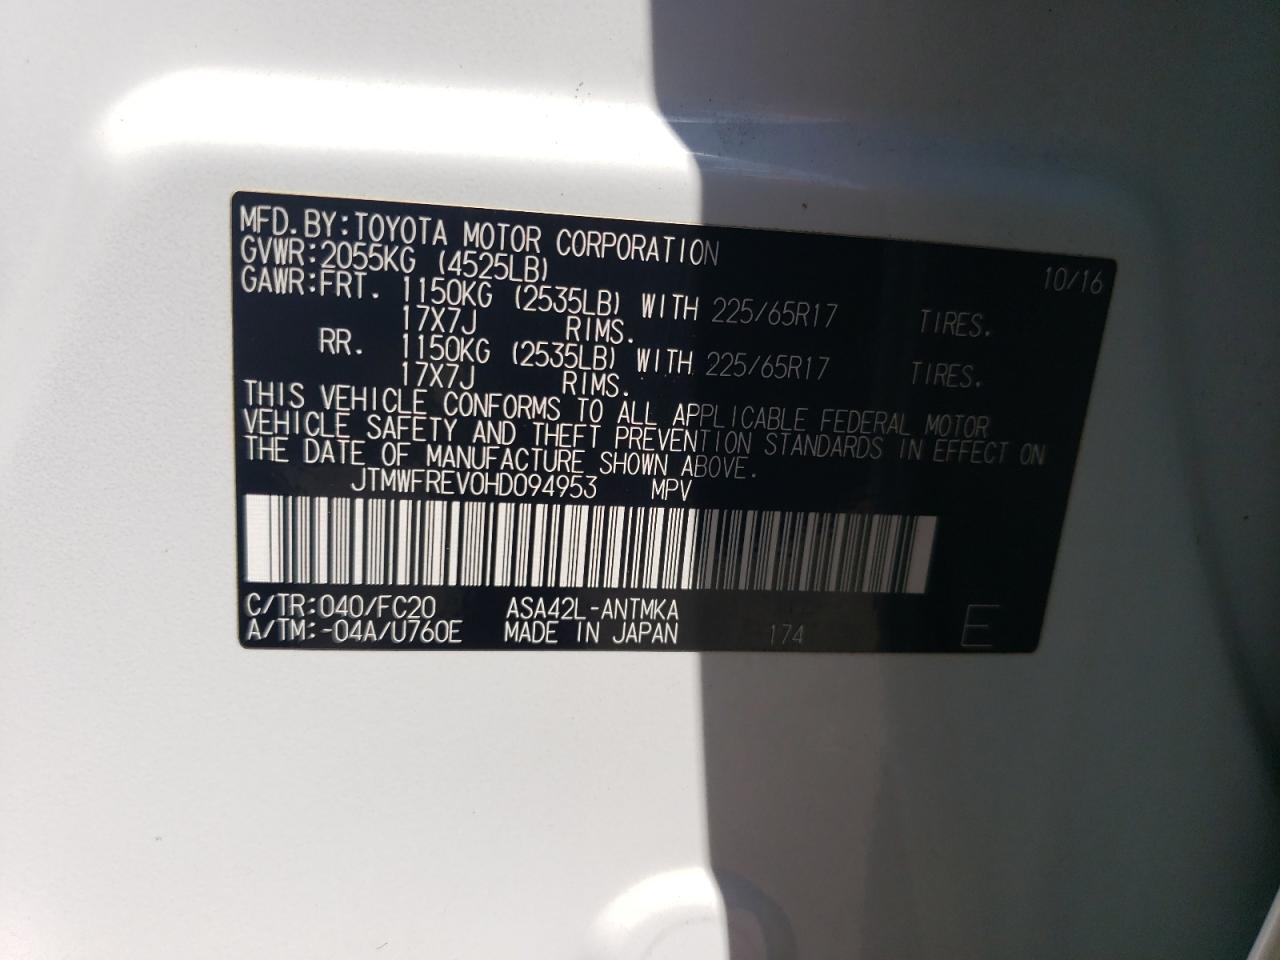 MFD. BY: TOYOTA MOTOR CORPORATION 10/16
GVWR: 2055KG (4525LB)
GAWR: FRT. 1150KG (2535LB) WITH 225/65R17 TIRES.
17X7J RIMS.
RR. 1150KG (2535LB) WITH 225/65R17 TIRES.
17X7J RIMS.
THIS VEHICLE CONFORMS TO ALL APPLICABLE FEDERAL MOTOR
VEHICLE SAFETY AND THEFT PREVENTION STANDARDS IN EFFECT ON
THE DATE OF MANUFACTURE SHOWN ABOVE.
JTMWFREV0HD094953 MPV
C/TR: 040/FC20 ASA42L-ANTMKA
A/TM: -04A/U760E MADE IN JAPAN 174 E